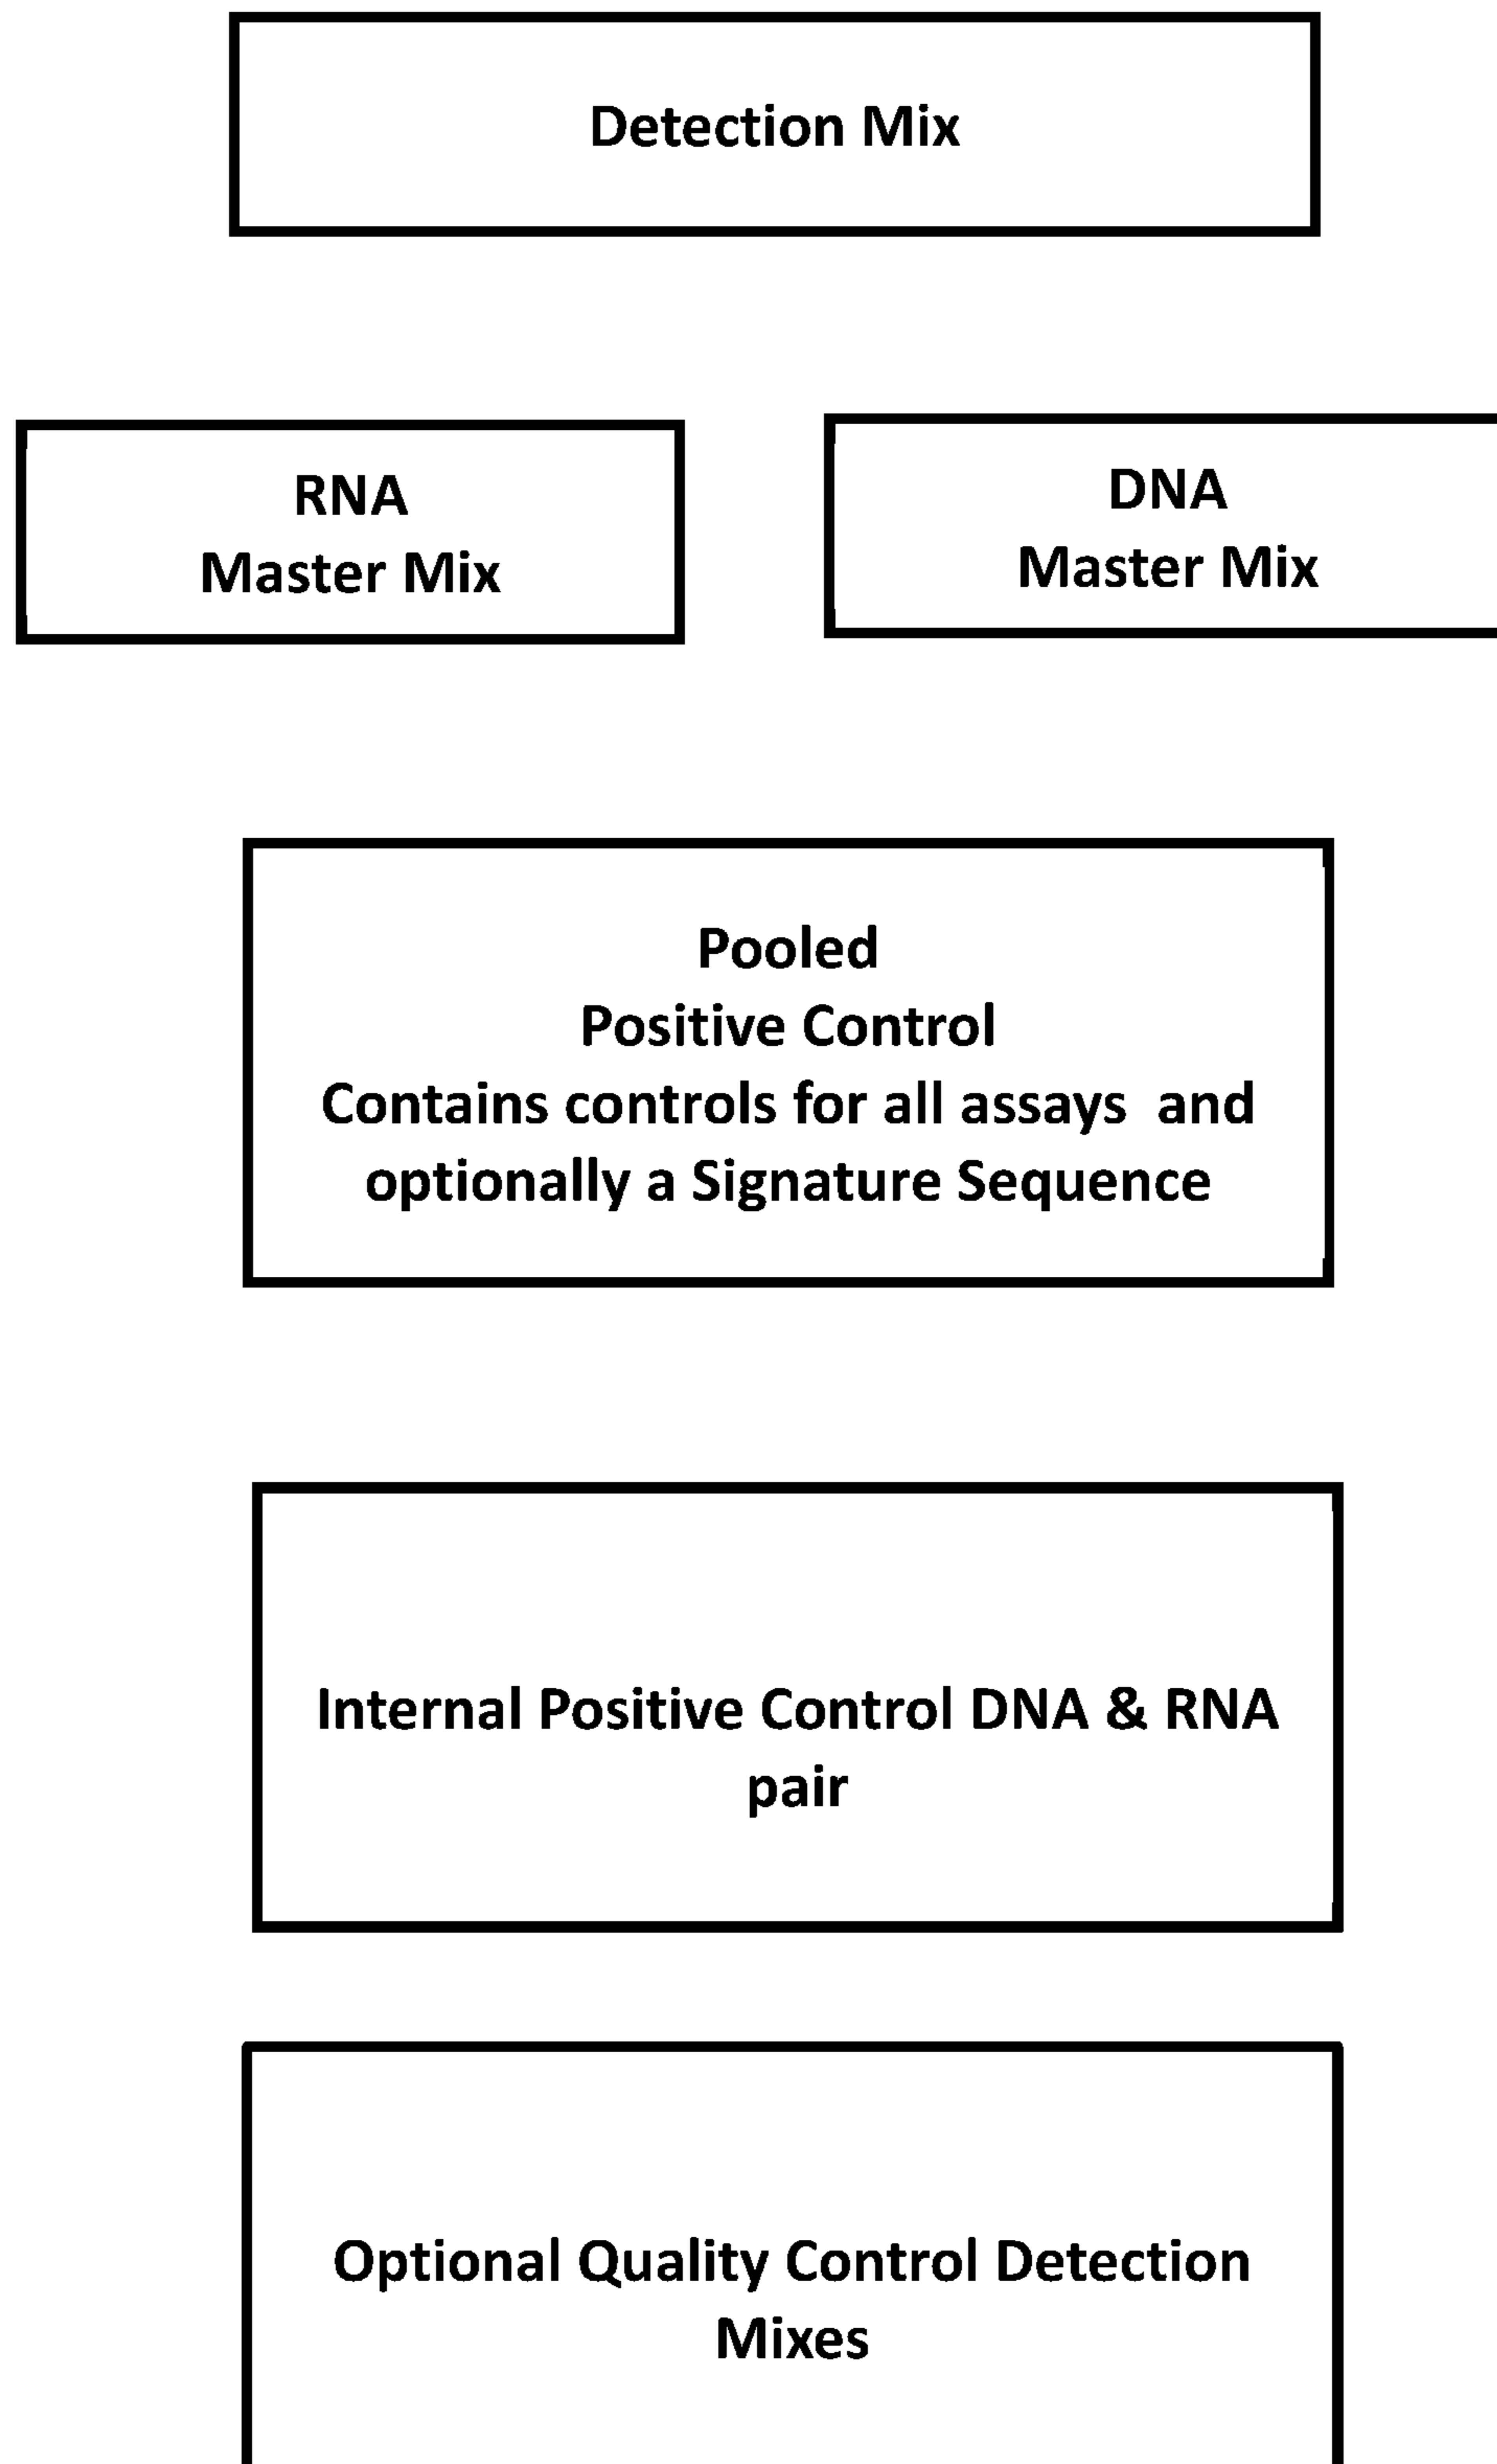 Detection Mix
RNA
Master Mix
DNA
Master Mix
Pooled
Positive Control
Contains controls for all assays  and
optionally a Signature Sequence
Internal Positive Control DNA & RNA
pair
Optional Quality Control Detection
Mixes